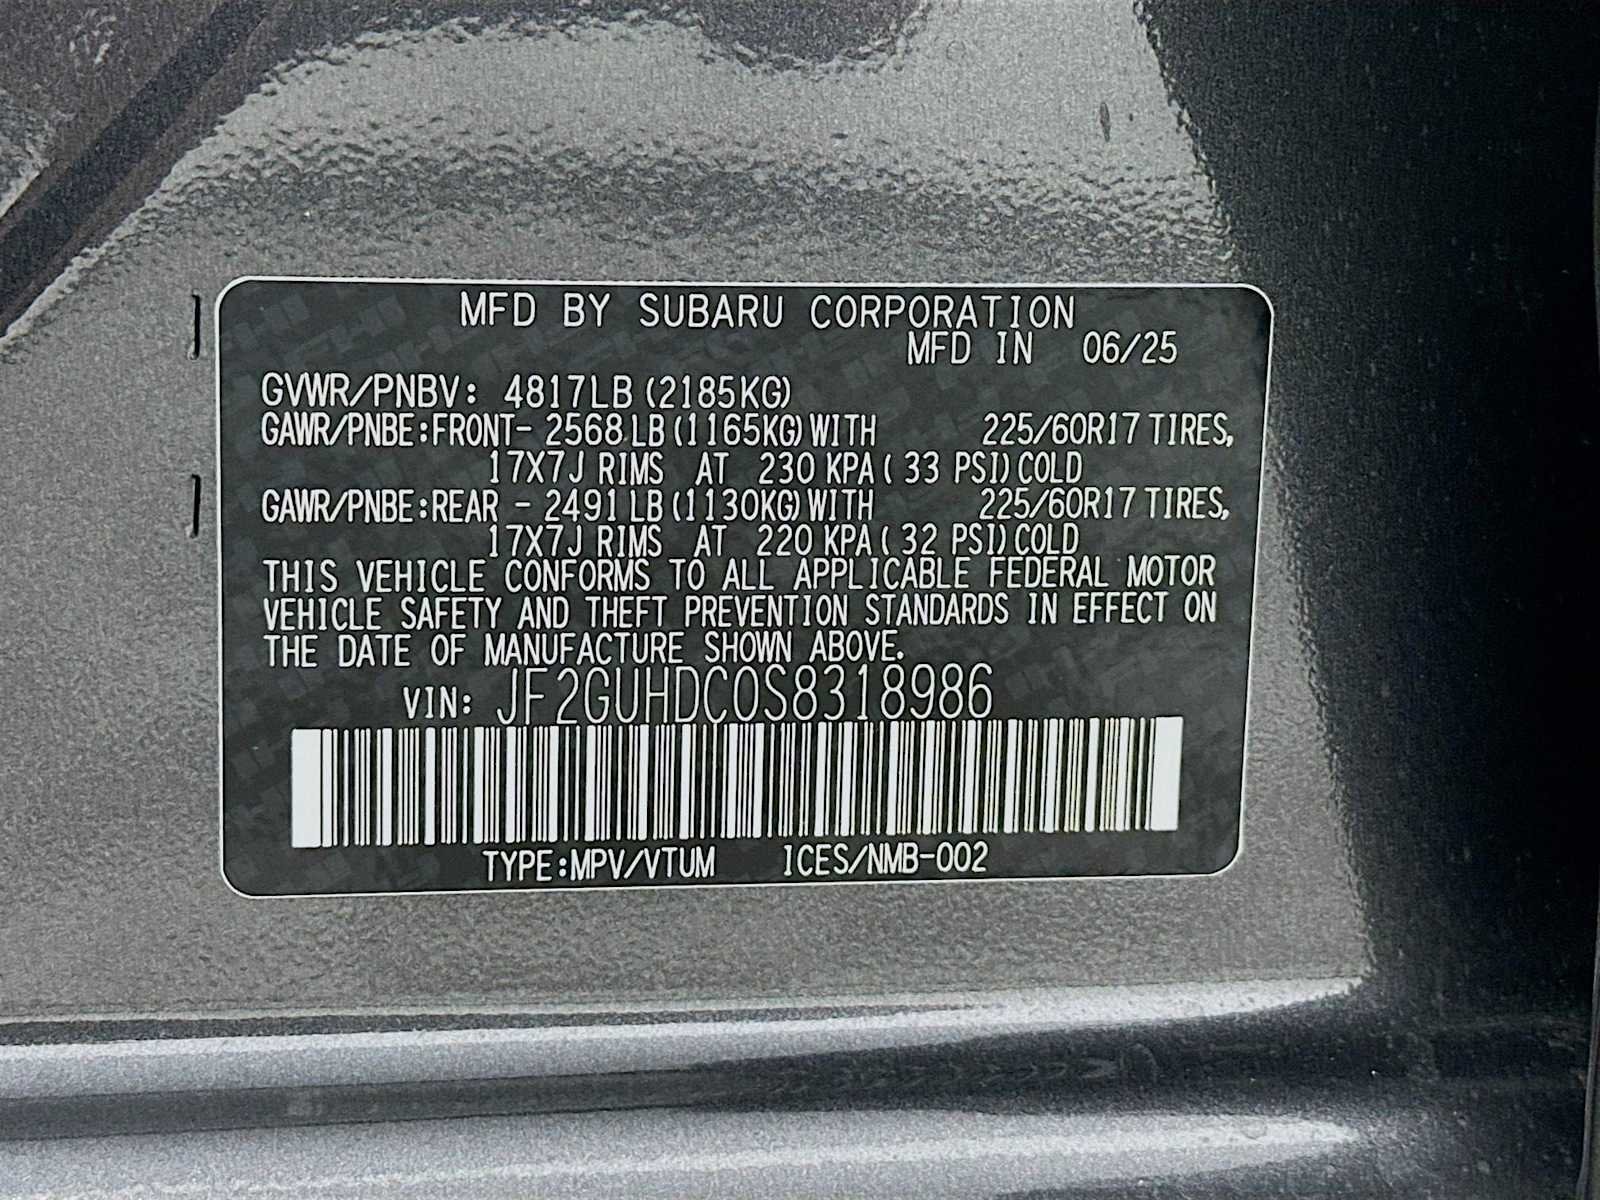 MFD BY SUBARU CORPORATION
MFD IN 06/25
GVWR/PNBV: 4817LB (2185KG)
GAWR/PNBE:FRONT- 2568 LB (1165KG) WITH 225/60R17 TIRES,
17X7J RIMS AT 230 KPA ( 33 PSI) COLD
GAWR/PNBE:REAR - 2491 LB (1130KG) WITH 225/60R17 TIRES,
17X7J RIMS AT 220 KPA ( 32 PSI) COLD
THIS VEHICLE CONFORMS TO ALL APPLICABLE FEDERAL MOTOR
VEHICLE SAFETY AND THEFT PREVENTION STANDARDS IN EFFECT ON
THE DATE OF MANUFACTURE SHOWN ABOVE.
VIN: JF2GUHDC0S8318986
TYPE:MPV/VTUM ICES/NMB-002